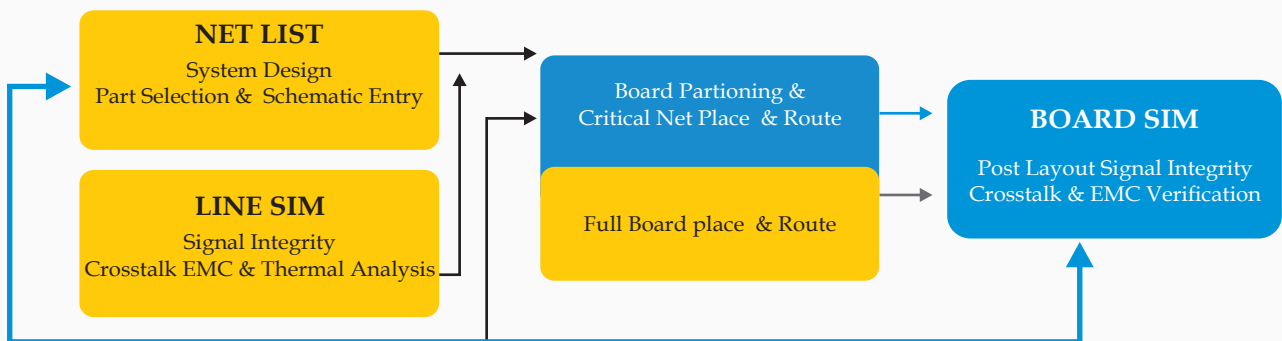 NET LIST
System Design
Part Selection & Schematic Entry
LINE SIM
Signal Integrity
Crosstalk EMC & Thermal Analysis
Board Partioning &
Critical Net Place & Route
Full Board place & Route
BOARD SIM
Post Layout Signal Integrity
Crosstalk & EMC Verification